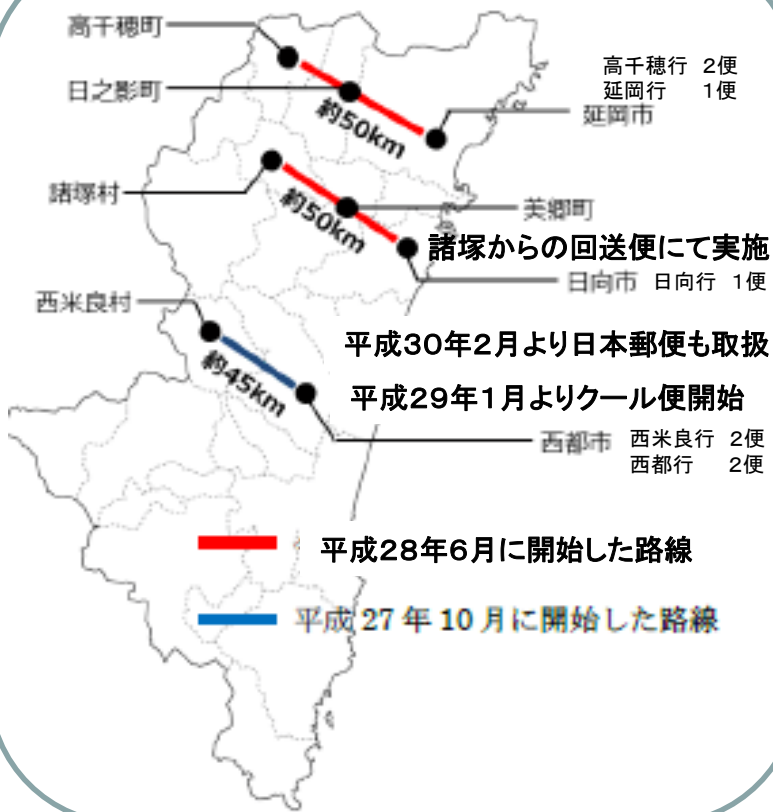 高千穂町
日之影町
約50km
高千穂行 2便
延岡行 1便
延岡市
諸塚村
約50km
美郷町
諸塚からの回送便にて実施
日向市 日向行 1便
西米良村
約45km
平成30年2月より日本郵便も取扱
平成29年1月よりクール便開始
西都市 西米良行 2便
西都行 2便
平成28年6月に開始した路線
平成 27 年 10 月に開始した路線